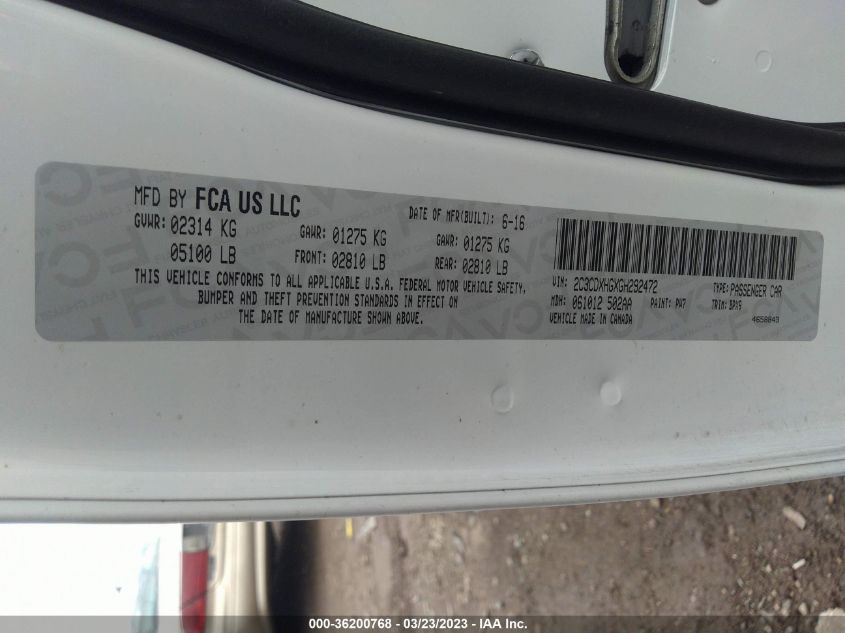 MFD BY FCA US LLC
DATE OF MFR(BUILT): 6-16
GVWR: 02314 KG
GAWR: 01275 KG
GAWR: 01275 KG
05100 LB
FRONT: 02810 LB
REAR: 02810 LB
THIS VEHICLE CONFORMS TO ALL APPLICABLE U.S.A. FEDERAL MOTOR VEHICLE SAFETY,
BUMPER AND THEFT PREVENTION STANDARDS IN EFFECT ON
THE DATE OF MANUFACTURE SHOWN ABOVE.
VIN: 2C3CDXHGXGH292472
TYPE: PASSENGER CAR
MDH: 061012 502AA
PAINT: PW7
TRIM: BPA9
VEHICLE MADE IN CANADA
4658843
000-36200768 - 03/23/2023 - IAA Inc.